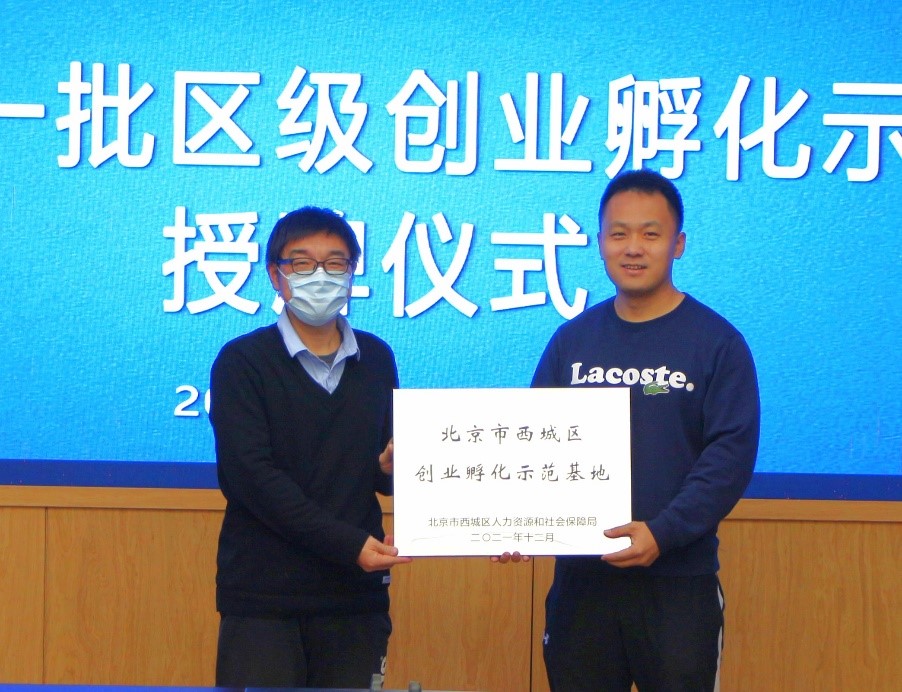 一批区级创业孵化示
授牌仪式
20
Lacoste.
北京市西城区
创业孵化示范基地
北京市西城区人力资源和社会保障局
二〇二一年十二月